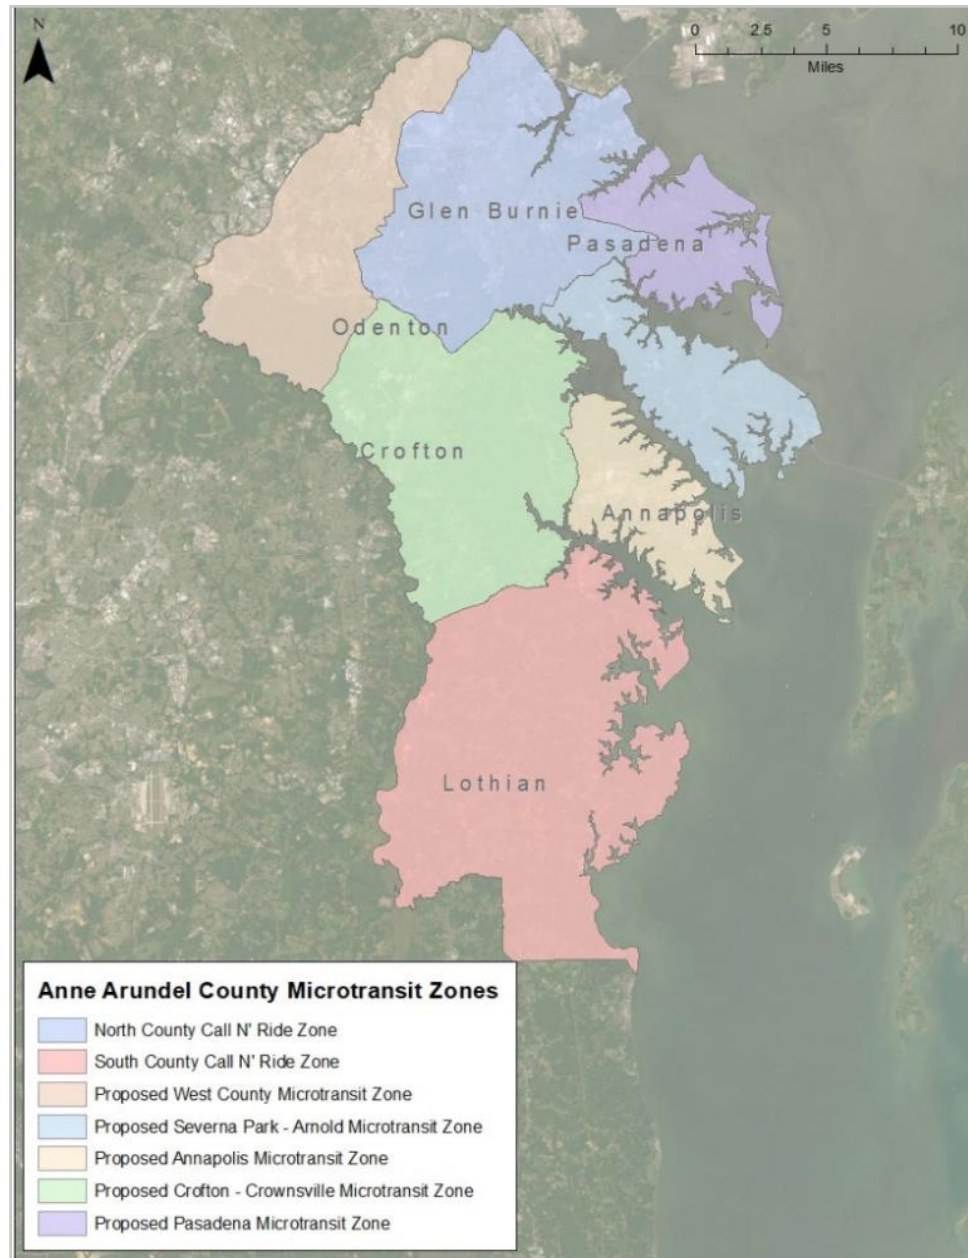 N
0 2.5 5 10
Miles
Glen Burnie
Pasadena
Odenton
Crofton
Annapolis
Lothian
Anne Arundel County Microtransit Zones
North County Call N' Ride Zone
South County Call N' Ride Zone
Proposed West County Microtransit Zone
Proposed Severna Park - Arnold Microtransit Zone
Proposed Annapolis Microtransit Zone
Proposed Crofton - Crownsville Microtransit Zone
Proposed Pasadena Microtransit Zone